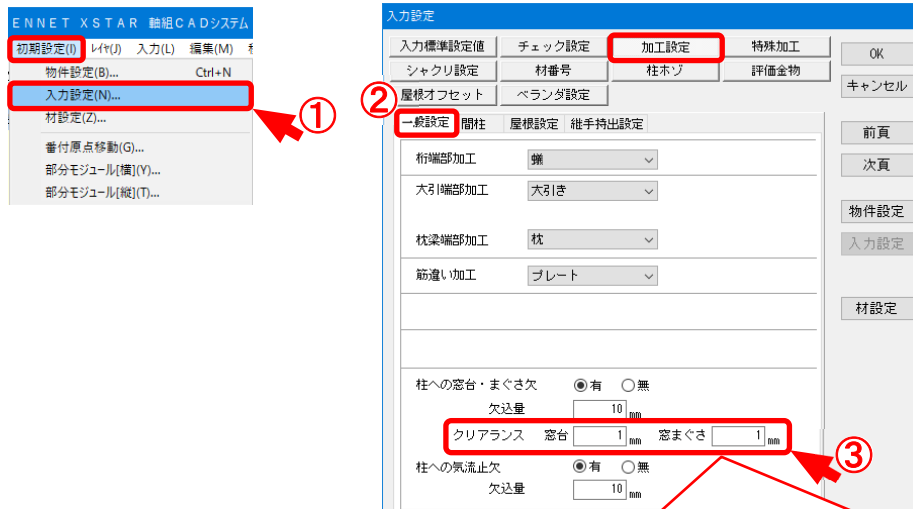 ENNET XSTAR 軸組CADシステム
初期設定(I) ﾚｲﾔ(J) 入力(L) 編集(M)
物件設定(B)... Ctrl+N
入力設定(N)...
材設定(Z)...
番付原点移動(G)...
部分モジュール[横](Y)...
部分モジュール[縦](T)...
①
入力設定
入力標準設定値 チェック設定 加工設定 特殊加工
シャクリ設定 材番号 柱ホゾ 評価金物
屋根オフセット ベランダ設定
②
一般設定 間柱 屋根設定 継手持出設定
桁端部加工 蟻
大引端部加工 大引き
枕梁端部加工 枕
筋違い加工 プレート
柱への窓台・まぐさ欠 有 無
欠込量 10 mm
クリアランス 窓台 1 mm 窓まぐさ 1 mm
③
柱への気流止欠 有 無
欠込量 10 mm
OK
キャンセル
前頁
次頁
物件設定
入力設定
材設定